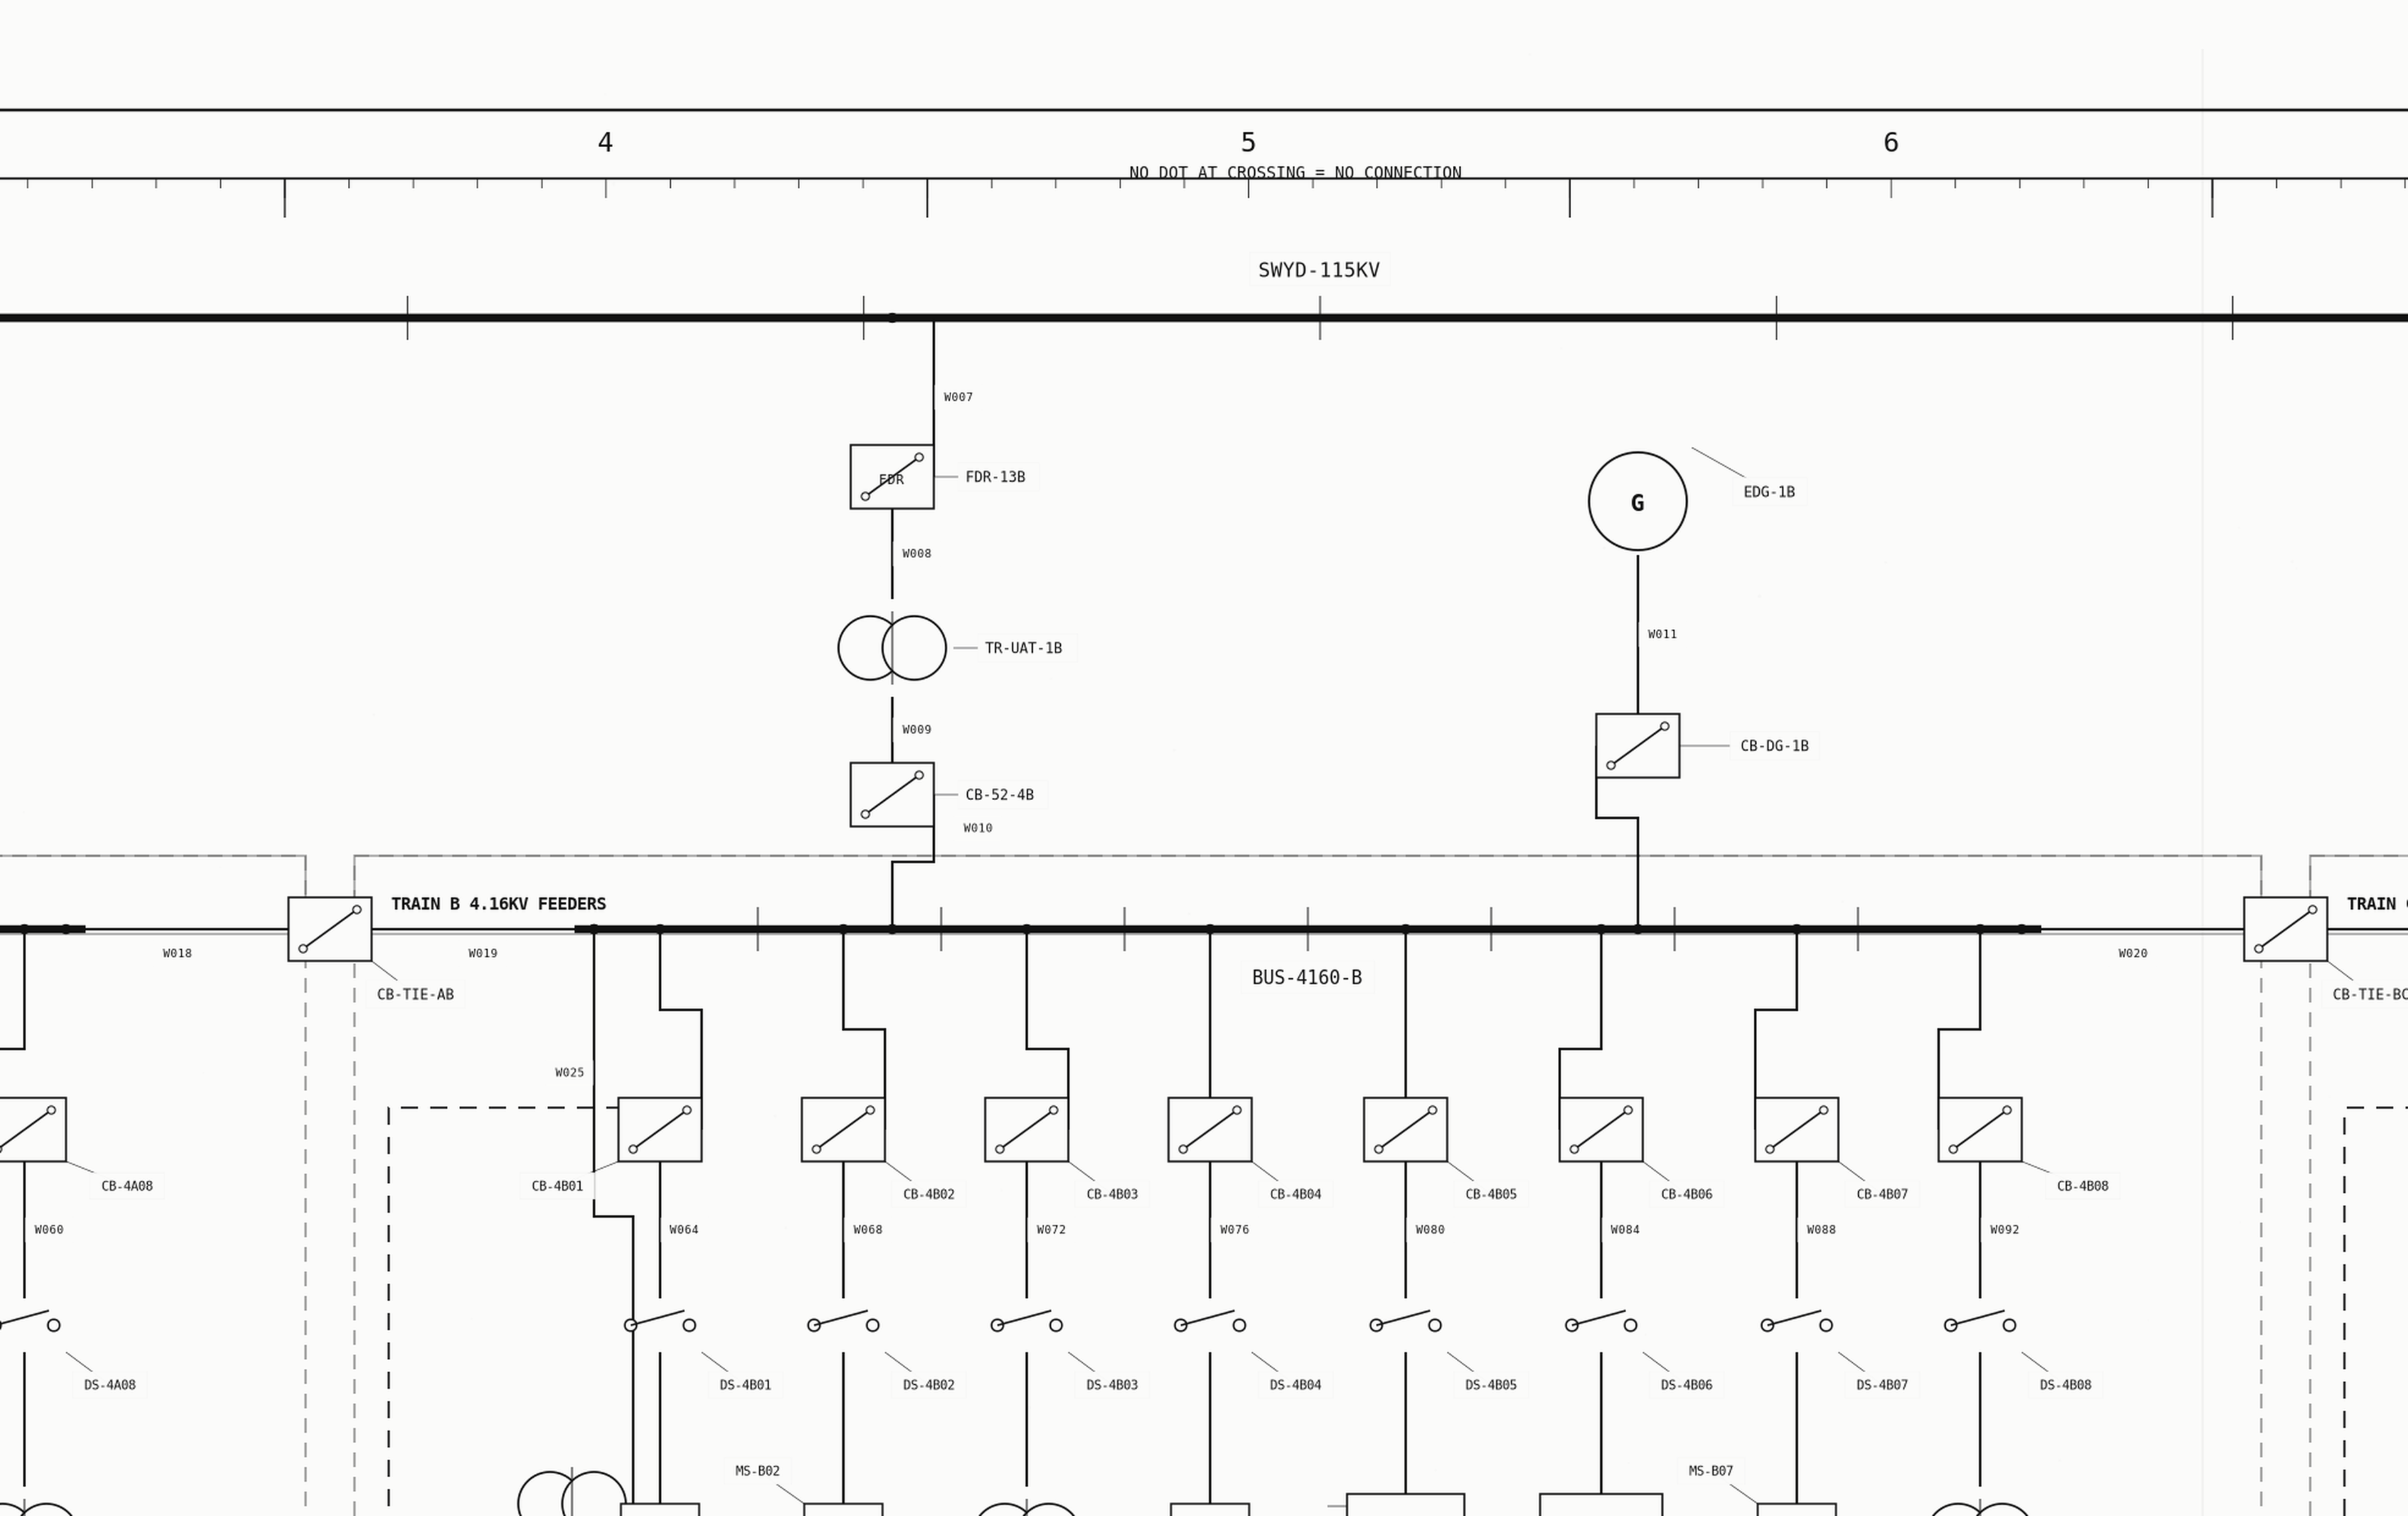 4
5
6
NO DOT AT CROSSING = NO CONNECTION
SWYD-115KV
W007
FDR
FDR-13B
EDG-1B
G
W008
W011
TR-UAT-1B
W009
CB-DG-1B
CB-52-4B
W010
TRAIN B 4.16KV FEEDERS
TRAIN
W018
W019
W020
BUS-4160-B
CB-TIE-AB
CB-TIE-BC
W025
CB-4A08
CB-4B01
CB-4B02
CB-4B03
CB-4B04
CB-4B05
CB-4B06
CB-4B07
CB-4B08
W060
W064
W068
W072
W076
W080
W084
W088
W092
DS-4A08
DS-4B01
DS-4B02
DS-4B03
DS-4B04
DS-4B05
DS-4B06
DS-4B07
DS-4B08
MS-B02
MS-B07